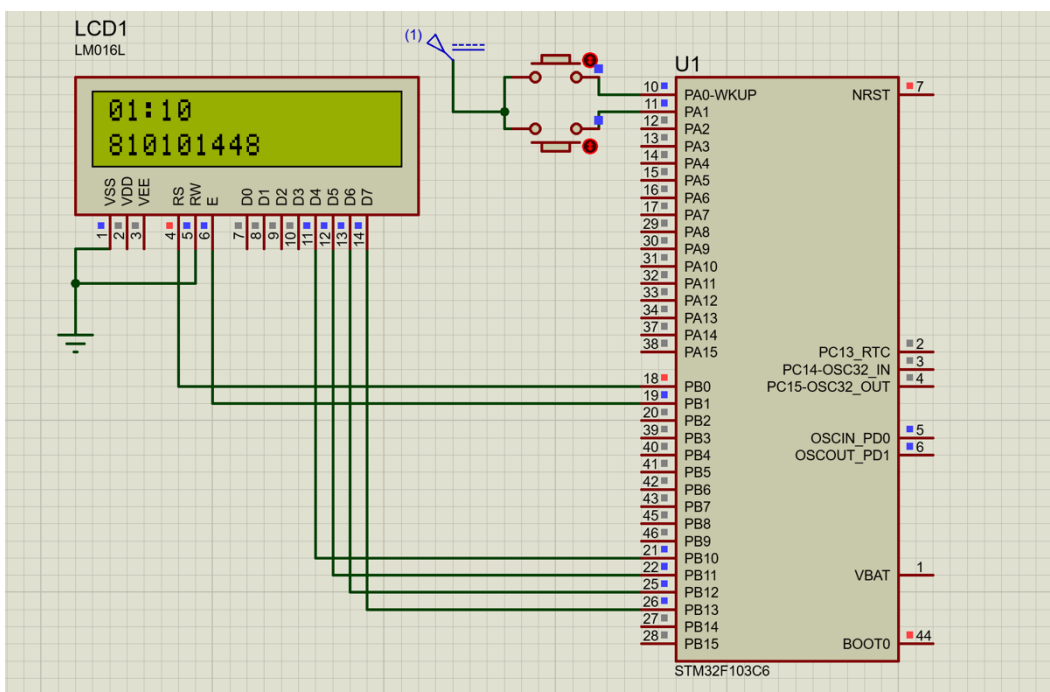 LCD1
LM016L
01:10
810101448
VSS
VDD
VEE
RS
RW
E
D0
D1
D2
D3
D4
D5
D6
D7
1
2
3
4
5
6
7
8
9
10
11
12
13
14
(1)
U1
10 PA0-WKUP
11 PA1
12 PA2
13 PA3
14 PA4
15 PA5
16 PA6
17 PA7
29 PA8
30 PA9
31 PA10
32 PA11
33 PA12
34 PA13
37 PA14
38 PA15
18 PB0
19 PB1
20 PB2
39 PB3
40 PB4
41 PB5
42 PB6
43 PB7
45 PB8
46 PB9
21 PB10
22 PB11
25 PB12
26 PB13
27 PB14
28 PB15
NRST 7
PC13_RTC 2
PC14-OSC32_IN 3
PC15-OSC32_OUT 4
OSCIN_PD0 5
OSCOUT_PD1 6
VBAT 1
BOOT0 44
STM32F103C6